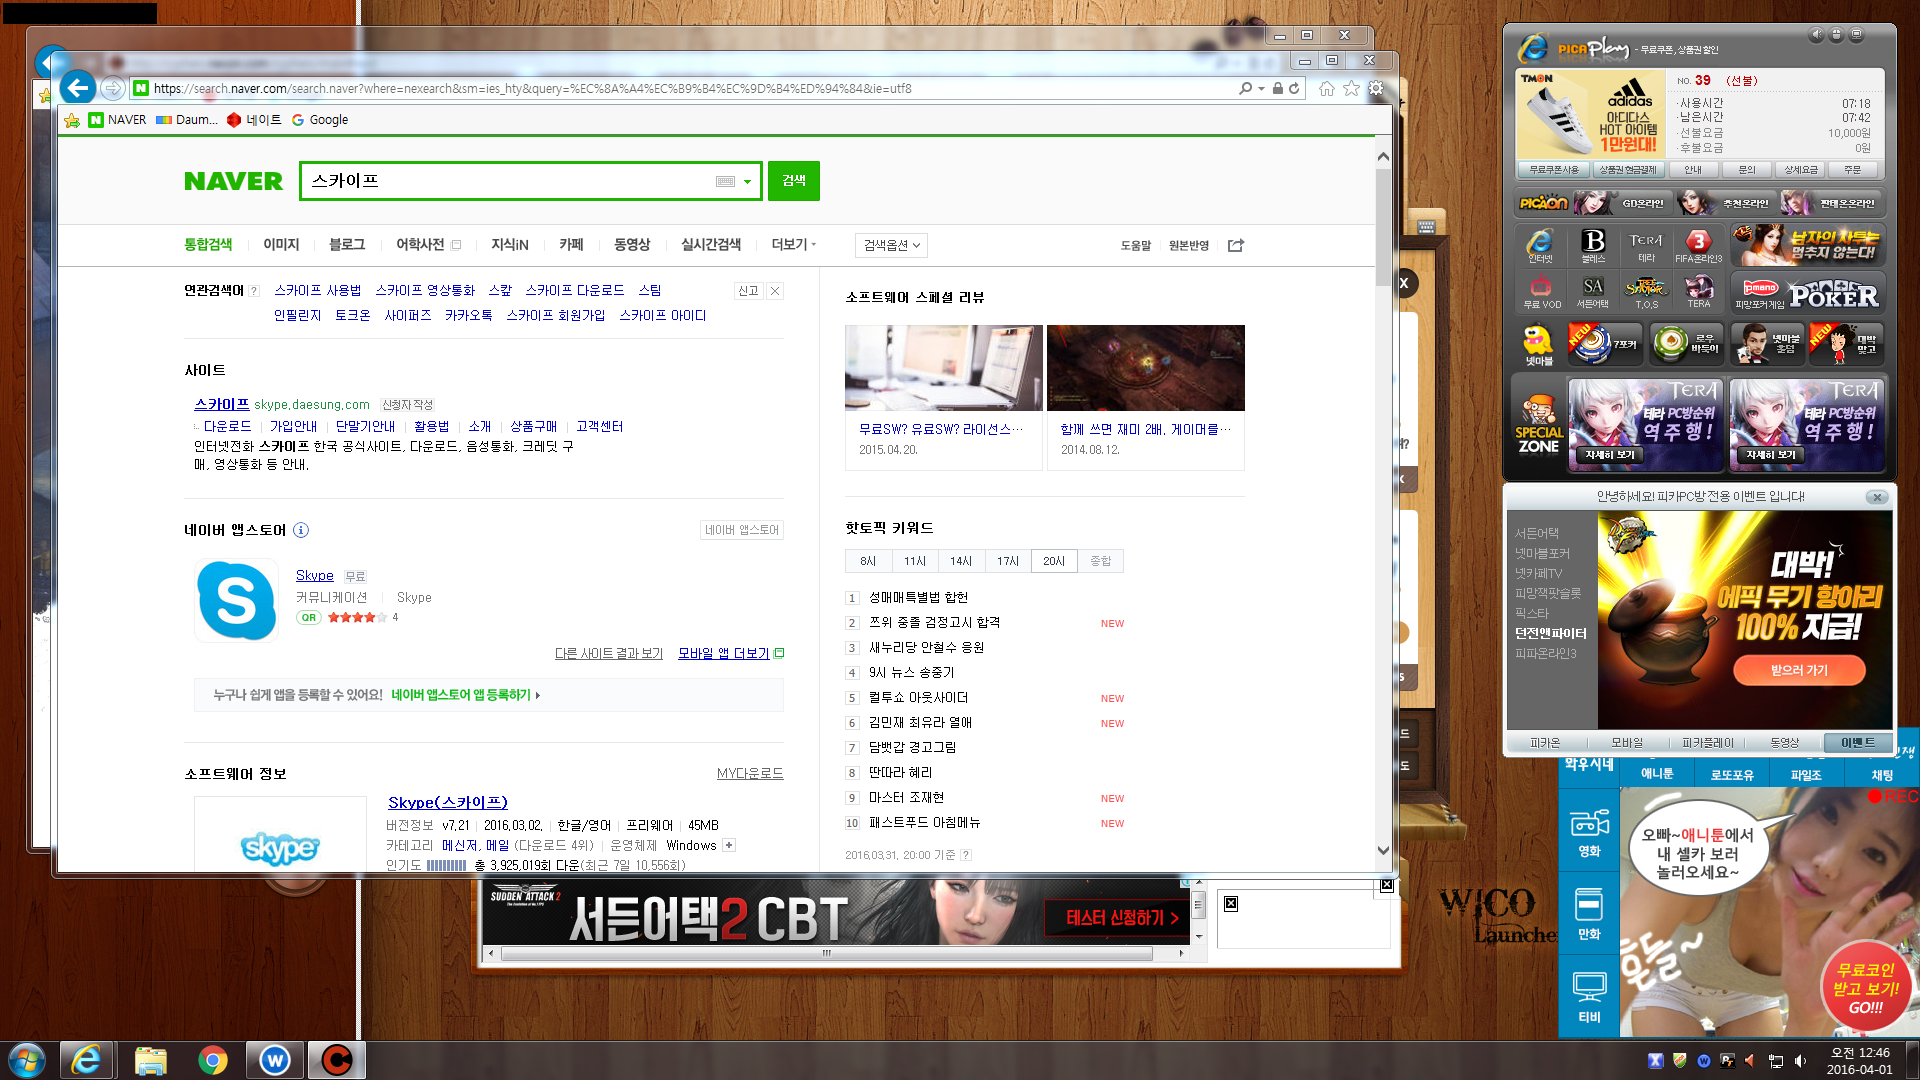 https://search.naver.com/search.naver?where=nexearch&sm=ies_hty&query=%EC%8A%A4%EC%B9%B4%EC%9D%B4%ED%94%84&ie=utf8
NAVER Daum... 네이트 Google
NAVER 스카이프 검색
통합검색 이미지 블로그 어학사전 지식iN 카페 동영상 실시간검색 더보기 검색옵션 도움말 원본반영
연관검색어 ? 스카이프 사용법 스카이프 영상통화 스캎 스카이프 다운로드 스팀 신고
인필린지 토크온 사이퍼즈 카카오톡 스카이프 회원가입 스카이프 아이디
사이트
스카이프 skype.daesung.com 신청자 작성
다운로드 가입안내 단말기안내 활용법 소개 상품구매 고객센터
인터넷전화 스카이프 한국 공식사이트, 다운로드, 음성통화, 크레딧 구
매, 영상통화 등 안내.
네이버 앱스토어 네이버 앱스토어
Skype 무료
커뮤니케이션 Skype
QR 4
다른 사이트 결과 보기 모바일 앱 더보기
누구나 쉽게 앱을 등록할 수 있어요! 네이버 앱스토어 앱 등록하기
소프트웨어 정보 MY다운로드
skype
Skype(스카이프)
버전정보 v7.21 2016.03.02. 한글/영어 프리웨어 45MB
카테고리 메신저, 메일 (다운로드 4위) 운영체제 Windows
인기도 총 3,925,019회 다운(최근 7일 10,556회)
소프트웨어 스페셜 리뷰
무료SW? 유료SW? 라이선스…
2015.04.20.
함께 쓰면 재미 2배, 게이머를…
2014.08.12.
핫토픽 키워드
8시 11시 14시 17시 20시 종합
1 성매매특별법 합헌
2 쯔위 중졸 검정고시 합격 NEW
3 새누리당 안철수 응원
4 9시 뉴스 송중기
5 컬투쇼 아웃사이더 NEW
6 김민재 최유라 열애 NEW
7 담뱃갑 경고그림
8 딴따라 혜리
9 마스터 조재현 NEW
10 패스트푸드 아침메뉴 NEW
2016.03.31. 20:00 기준 ?
SUDDEN ATTACK 2
서든어택2 CBT
테스터 신청하기 >
WICO
Launcher
PICA Play - 무료쿠폰, 상품권 할인
TMON
adidas
아디다스
HOT 아이템
1만원대!
NO. 39 (선불)
·사용시간 07:18
·남은시간 07:42
·선불요금 10,000원
·후불요금 0원
무료쿠폰사용 상품권 현금결제 안내 문의 상세요금 주문
PICAON GD온라인 추천온라인 판테온온라인
인터넷 블레스 테라 FIFA온라인3
남자의 사투는
멈추지 않는다!
무료 VOD 서든어택 T.O.S TERA
pmang
피망포커게임 POKER
넷마블
NEW 7포커
로우
바둑이
넷마블
홀덤
NEW 대박
맞고
SPECIAL
ZONE
TERA
테라 PC방순위
역주행!
자세히 보기
TERA
테라 PC방순위
역주행!
자세히 보기
안녕하세요! 피카PC방 전용 이벤트 입니다!
서든어택
넷마블포커
넷카페TV
피망잭팟슬롯
픽스타
던전앤파이터
피파온라인3
대박!
에픽 무기 항아리
100% 지급!
받으러 가기
피카온 모바일 피카플레이 동영상 이벤트
와우시네
애니툰 로또포유 파일조 채팅
영화
만화
티비
REC
오빠~애니툰에서
내 셀카 보러
놀러오세요~
흔들~
무료코인
받고 보기!
GO!!!
오전 12:46
2016-04-01